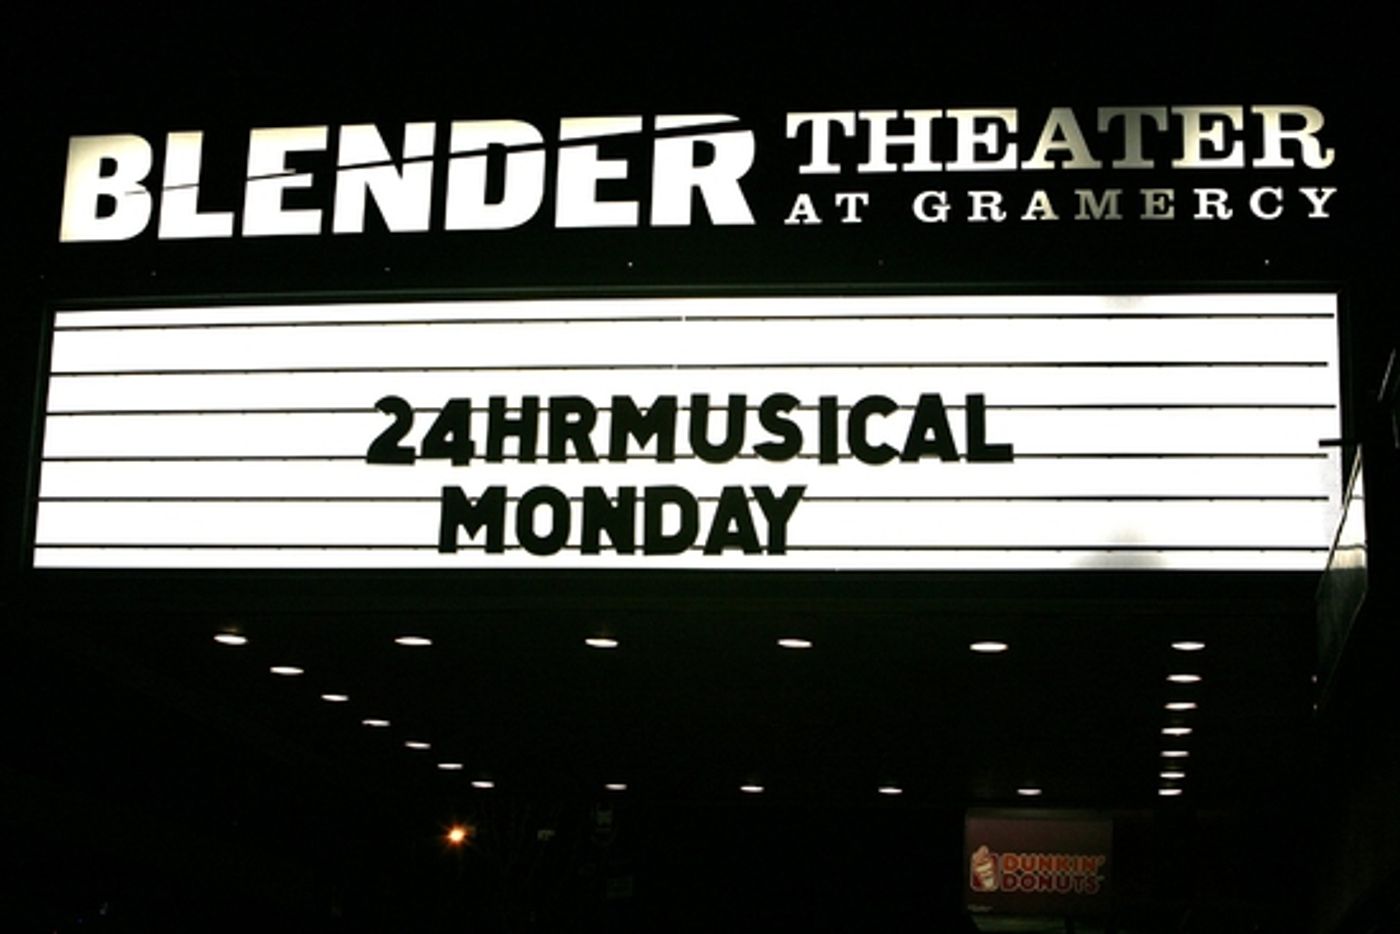 BLENDER THEATER
AT GRAMERCY
24HRMUSICAL
MONDAY
DUNKIN'
DONUTS